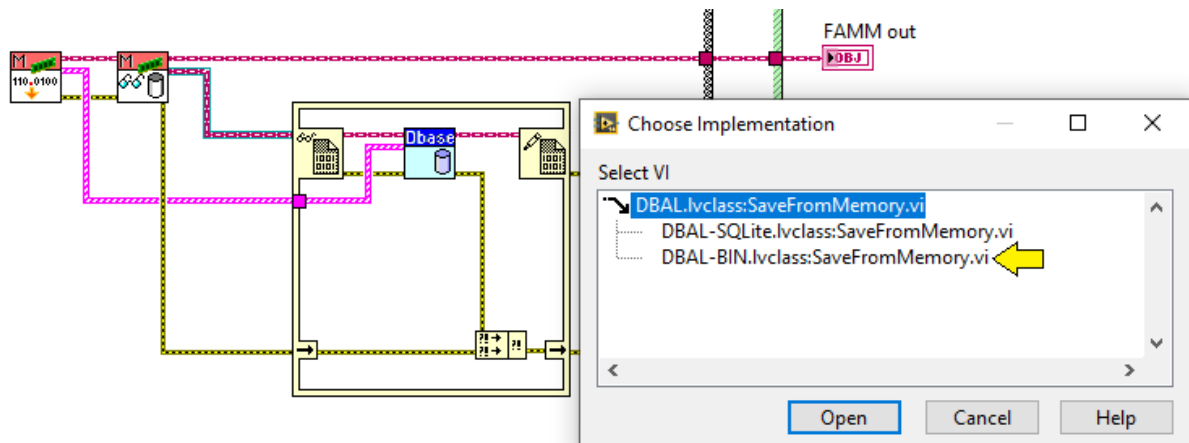 FAMM out
M
M
110.0100
OBJ
Dbase
Choose Implementation
Select VI
DBAL.lvclass:SaveFromMemory.vi
DBAL-SQLite.lvclass:SaveFromMemory.vi
DBAL-BIN.lvclass:SaveFromMemory.vi
Open Cancel Help